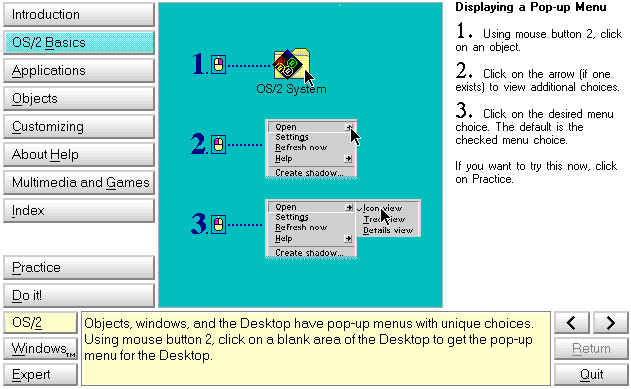 Introduction
OS/2 Basics
Applications
Objects
Customizing
About Help
Multimedia and Games
Index
Practice
Do it!
1.
OS/2 System
2.
Open
Settings
Refresh now
Help
Create shadow...
3.
Open
Settings
Refresh now
Help
Create shadow...
Icon view
Tree view
Details view
Displaying a Pop-up Menu
1. Using mouse button 2, click
on an object.
2. Click on the arrow (if one
exists) to view additional choices.
3. Click on the desired menu
choice. The default is the
checked menu choice.
If you want to try this now, click
on Practice.
OS/2
Windows™
Expert
Objects, windows, and the Desktop have pop-up menus with unique choices.
Using mouse button 2, click on a blank area of the Desktop to get the pop-up
menu for the Desktop.
Return
Quit